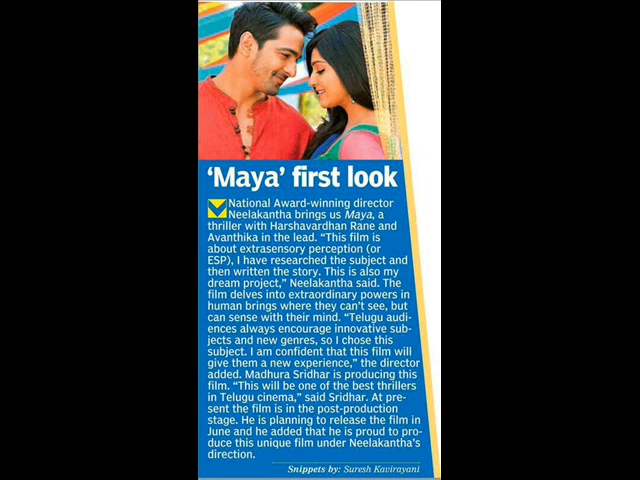 ‘Maya’ first look
National Award-winning director
Neelakantha brings us Maya, a
thriller with Harshavardhan Rane and
Avanthika in the lead. “This film is
about extrasensory perception (or
ESP), I have researched the subject and
then written the story. This is also my
dream project,” Neelakantha said. The
film delves into extraordinary powers in
human brings where they can’t see, but
can sense with their mind. “Telugu audi-
ences always encourage innovative sub-
jects and new genres, so I chose this
subject. I am confident that this film will
give them a new experience,” the director
added. Madhura Sridhar is producing this
film. “This will be one of the best thrillers
in Telugu cinema,” said Sridhar. At pre-
sent the film is in the post-production
stage. He is planning to release the film in
June and he added that he is proud to pro-
duce this unique film under Neelakantha’s
direction.
Snippets by: Suresh Kavirayani